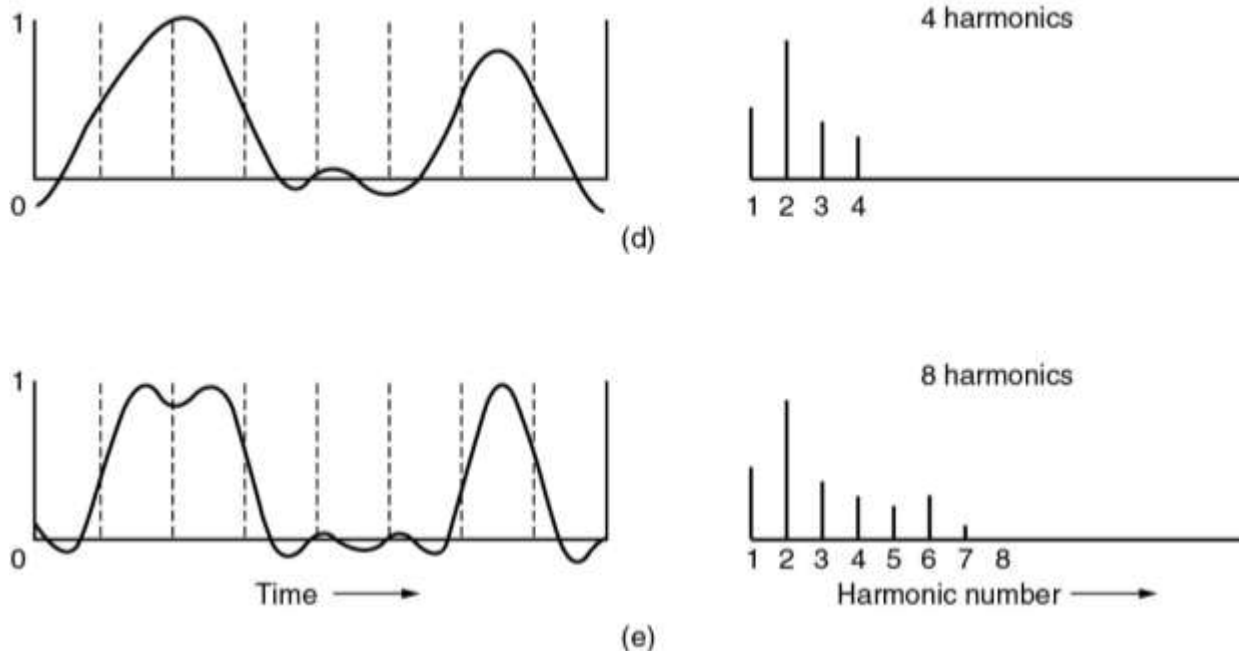 1
4 harmonics
0
1 2 3 4
(d)
1
8 harmonics
0
1 2 3 4 5 6 7 8
Time
Harmonic number
(e)